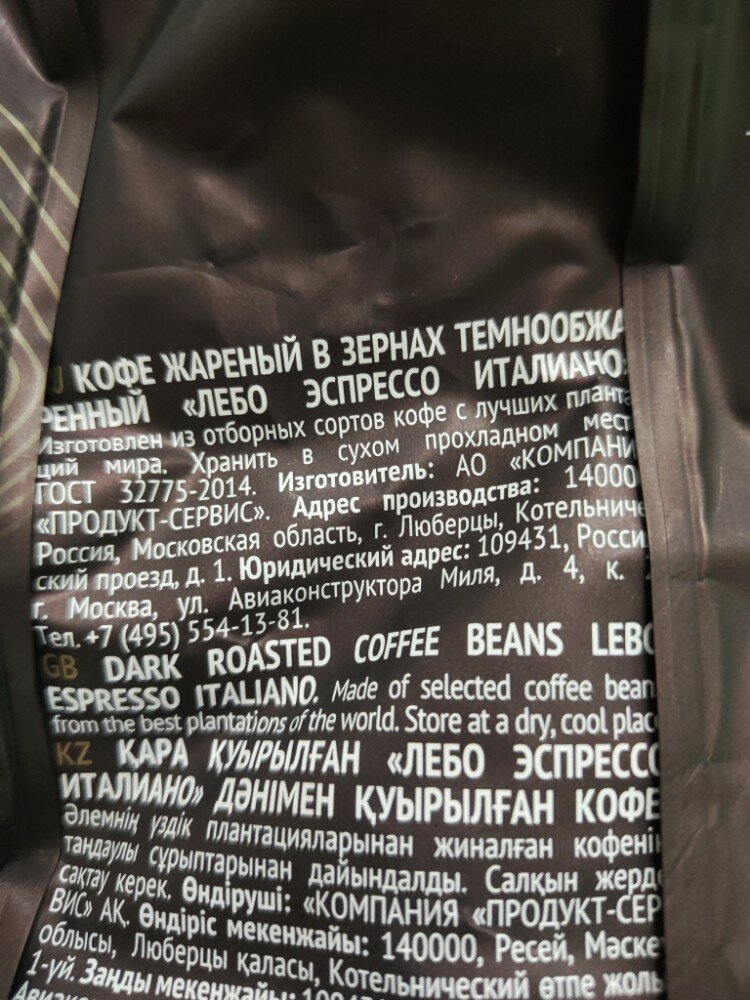 КОФЕ ЖАРЕНЫЙ В ЗЕРНАХ ТЕМНООБЖА
РЕННЫЙ «ЛЕБО ЭСПРЕССО ИТАЛИАНО»
Изготовлен из отборных сортов кофе с лучших планта
ций мира. Хранить в сухом прохладном мест
ГОСТ 32775-2014. Изготовитель: АО «КОМПАНИ
«ПРОДУКТ-СЕРВИС». Адрес производства: 14000
Россия, Московская область, г. Люберцы, Котельниче
ский проезд, д. 1. Юридический адрес: 109431, Росси
г. Москва, ул. Авиаконструктора Миля, д. 4, к.
Тел. +7 (495) 554-13-81.
GB DARK ROASTED COFFEE BEANS LEBO
ESPRESSO ITALIANO. Made of selected coffee bean
from the best plantations of the world. Store at a dry, cool plac
KZ ҚАРА ҚУЫРЫЛҒАН «ЛЕБО ЭСПРЕССО
ИТАЛИАНО» ДӘНІМЕН ҚУЫРЫЛҒАН КОФЕ
Әлемнің үздік плантацияларынан жиналған кофенің
таңдаулы сұрыптарынан дайындалды. Салқын жерде
сақтау керек. Өндіруші: «КОМПАНИЯ «ПРОДУКТ-СЕР
ВИС» АҚ. Өндіріс мекенжайы: 140000, Ресей, Мәске
облысы, Люберцы қаласы, Котельнический өтпе жолы
1-үй. Заңды мекенжайы: